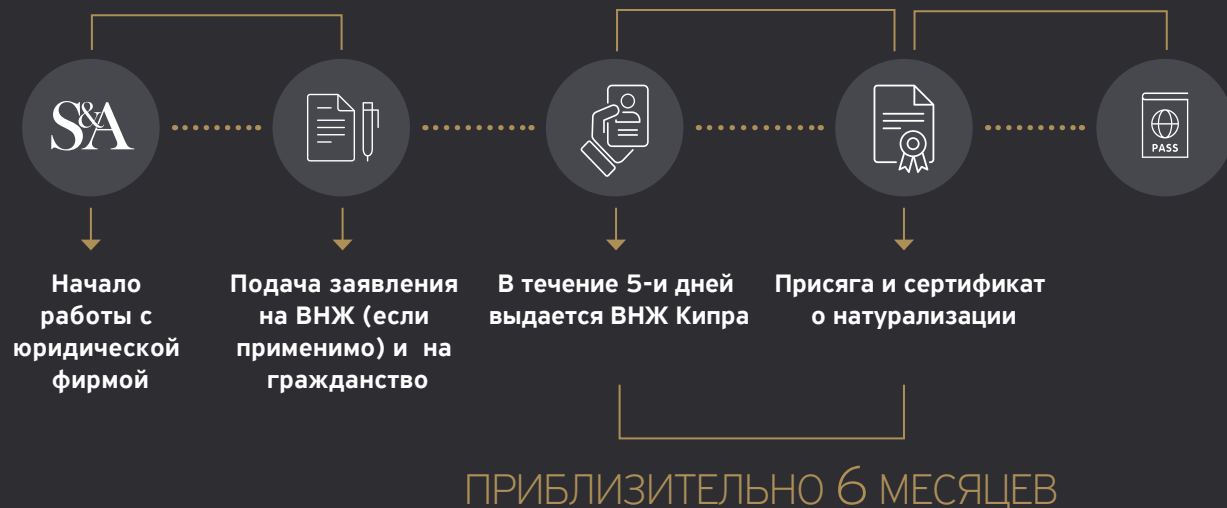 S&A
PASS
Начало
работы с
юридической
фирмой
Подача заявления
на ВНЖ (если
применимо) и на
гражданство
В течение 5-и дней
выдается ВНЖ Кипра
Присяга и сертификат
о натурализации
ПРИБЛИЗИТЕЛЬНО 6 МЕСЯЦЕВ